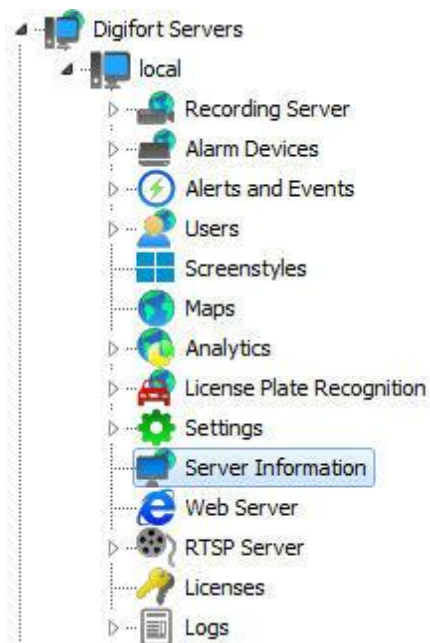 Digifort Servers
local
Recording Server
Alarm Devices
Alerts and Events
Users
Screenstyles
Maps
Analytics
License Plate Recognition
Settings
Server Information
Web Server
RTSP Server
Licenses
Logs